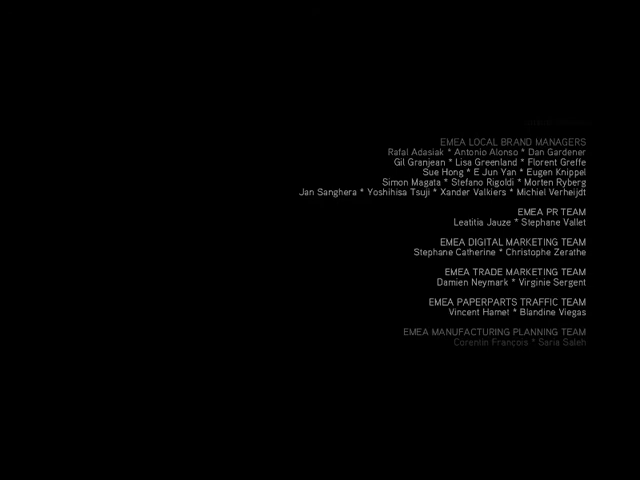 EMEA LOCAL BRAND MANAGERS
Rafal Adasiak * Antonio Alonso * Dan Gardener
Gil Granjean * Lisa Greenland * Florent Greffe
Sue Hong * E Jun Yan * Eugen Knippel
Simon Magata * Stefano Rigoldi * Morten Ryberg
Jan Sanghera * Yoshihisa Tsuji * Xander Valkiers * Michiel Verheijdt
EMEA PR TEAM
Leatitia Jauze * Stephane Vallet
EMEA DIGITAL MARKETING TEAM
Stephane Catherine * Christophe Zerathe
EMEA TRADE MARKETING TEAM
Damien Neymark * Virginie Sergent
EMEA PAPERPARTS TRAFFIC TEAM
Vincent Hamet * Blandine Viegas
EMEA MANUFACTURING PLANNING TEAM
Corentin François * Saria Saleh